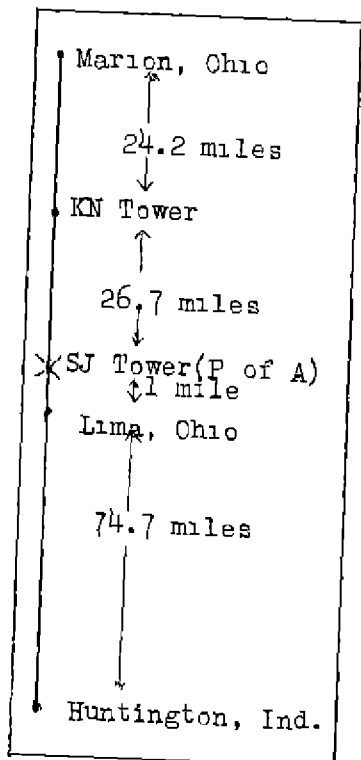 Marion, Ohio
24.2 miles
KN Tower
26.7 miles
SJ Tower(P of A)
1 mile
Lima, Ohio
74.7 miles
Huntington, Ind.